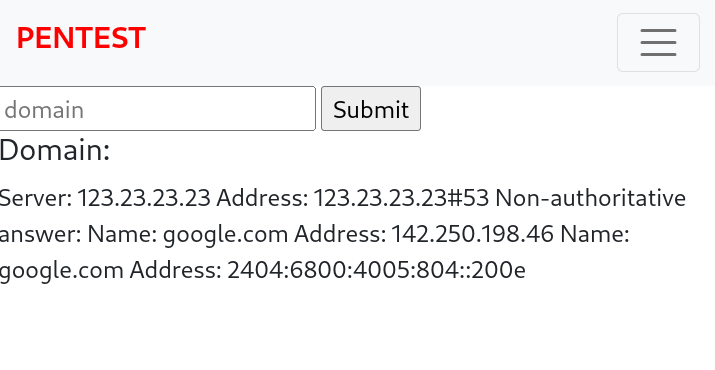 PENTEST
domain Submit
Domain:
Server: 123.23.23.23 Address: 123.23.23.23#53 Non-authoritative
answer: Name: google.com Address: 142.250.198.46 Name:
google.com Address: 2404:6800:4005:804::200e